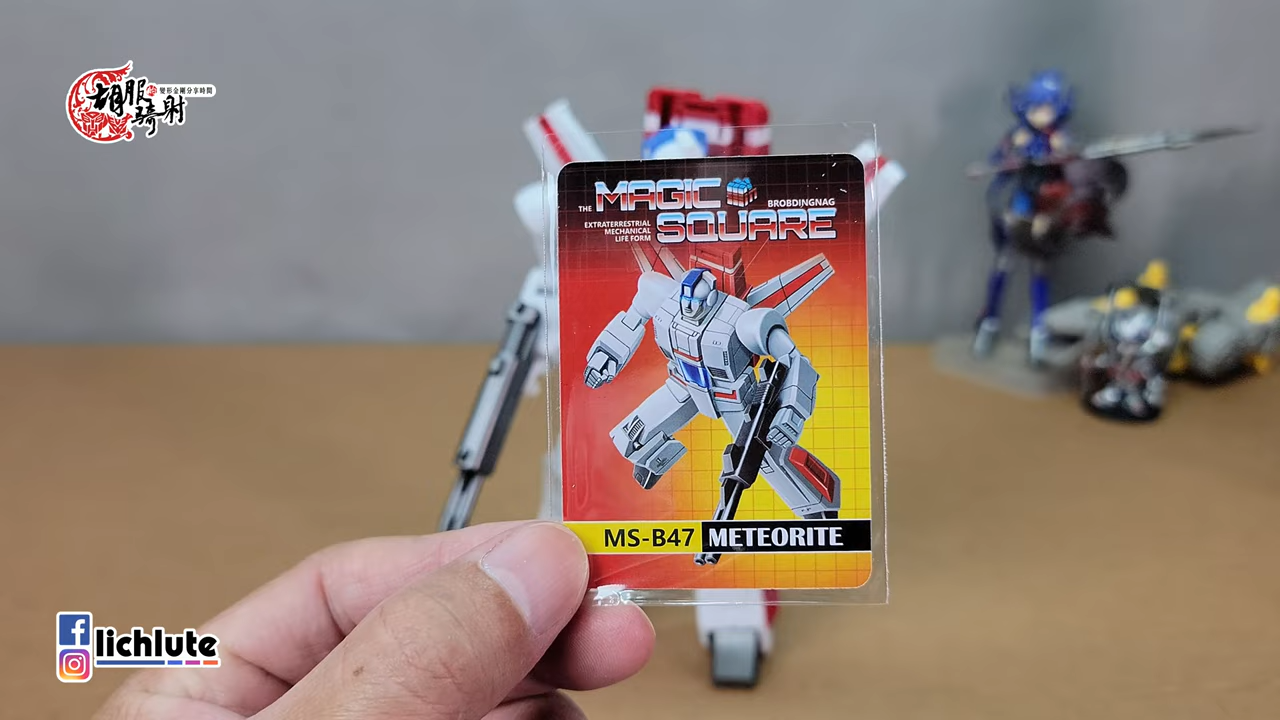 胡服騎射
的
變形金剛分享時間
MAGIC
THE
BROBDINGNAG
EXTRATERRESTRIAL
MECHANICAL
LIFE FORM
SQUARE
MS-B47 METEORITE
lichlute